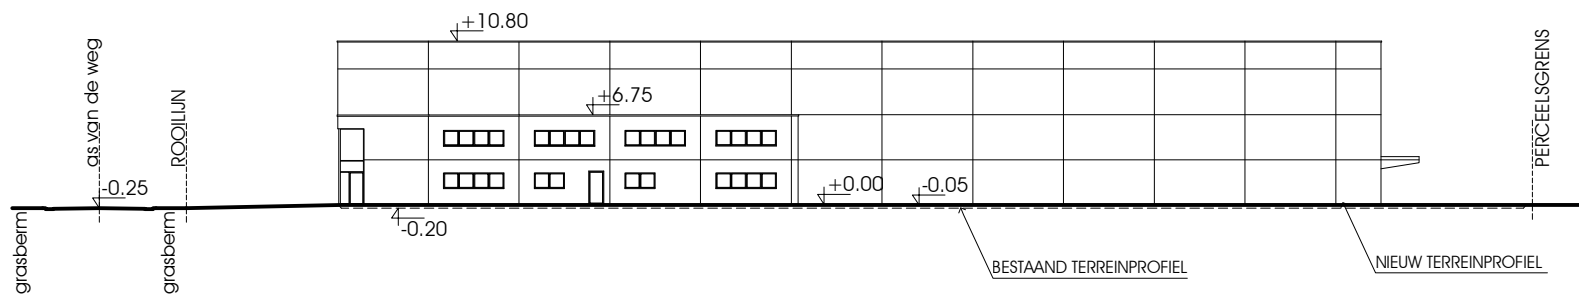 +10.80
as van de weg
ROOILIJN
+6.75
PERCEELSGRENS
-0.25
+0.00
-0.05
-0.20
grasberm
grasberm
BESTAAND TERREINPROFIEL
NIEUW TERREINPROFIEL